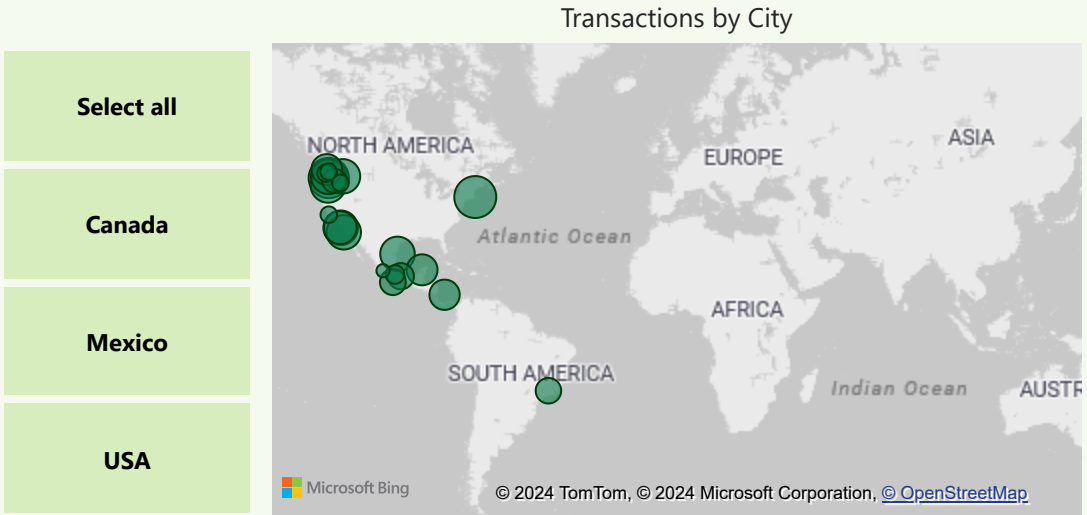 Transactions by City
Select all
Canada
Mexico
USA
NORTH AMERICA
EUROPE
ASIA
Atlantic Ocean
AFRICA
SOUTH AMERICA
Indian Ocean
AUSTR
Microsoft Bing
© 2024 TomTom, © 2024 Microsoft Corporation, © OpenStreetMap